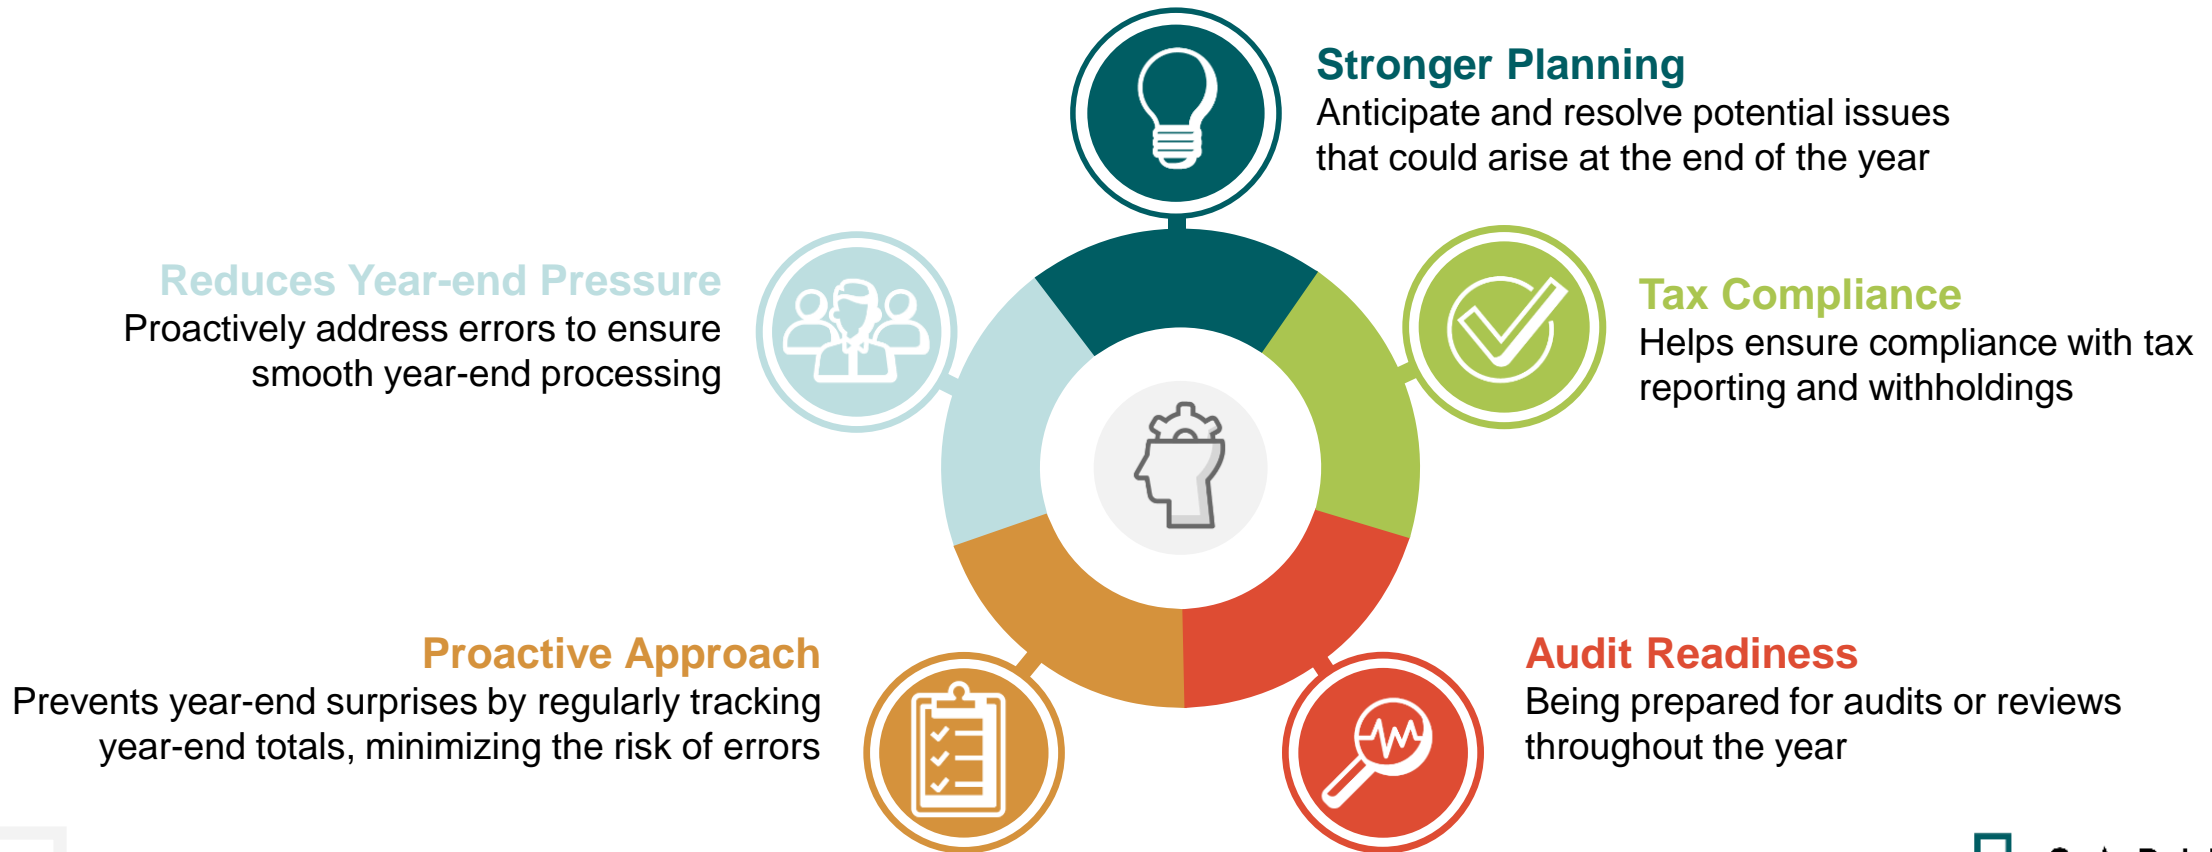 Stronger Planning
Anticipate and resolve potential issues
that could arise at the end of the year
Tax Compliance
Helps ensure compliance with tax
reporting and withholdings
Audit Readiness
Being prepared for audits or reviews
throughout the year
Proactive Approach
Prevents year-end surprises by regularly tracking
year-end totals, minimizing the risk of errors
Reduces Year-end Pressure
Proactively address errors to ensure
smooth year-end processing